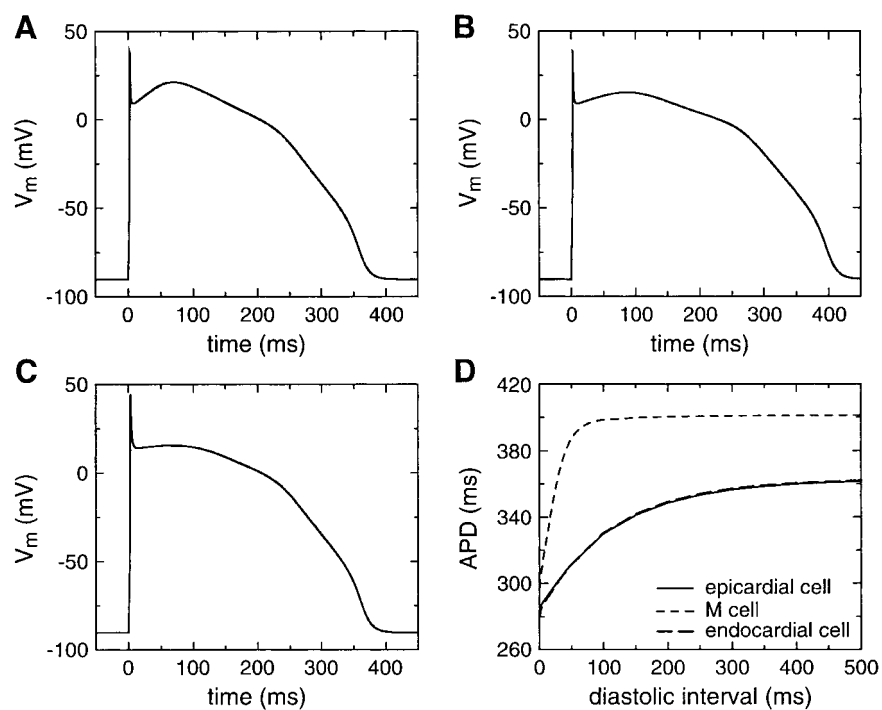 A
50
0
-50
-100
V_m (mV)
0 100 200 300 400
time (ms)
B
50
0
-50
-100
V_m (mV)
0 100 200 300 400
time (ms)
C
50
0
-50
-100
V_m (mV)
0 100 200 300 400
time (ms)
D
420
380
340
300
260
APD (ms)
epicardial cell
M cell
endocardial cell
0 100 200 300 400 500
diastolic interval (ms)